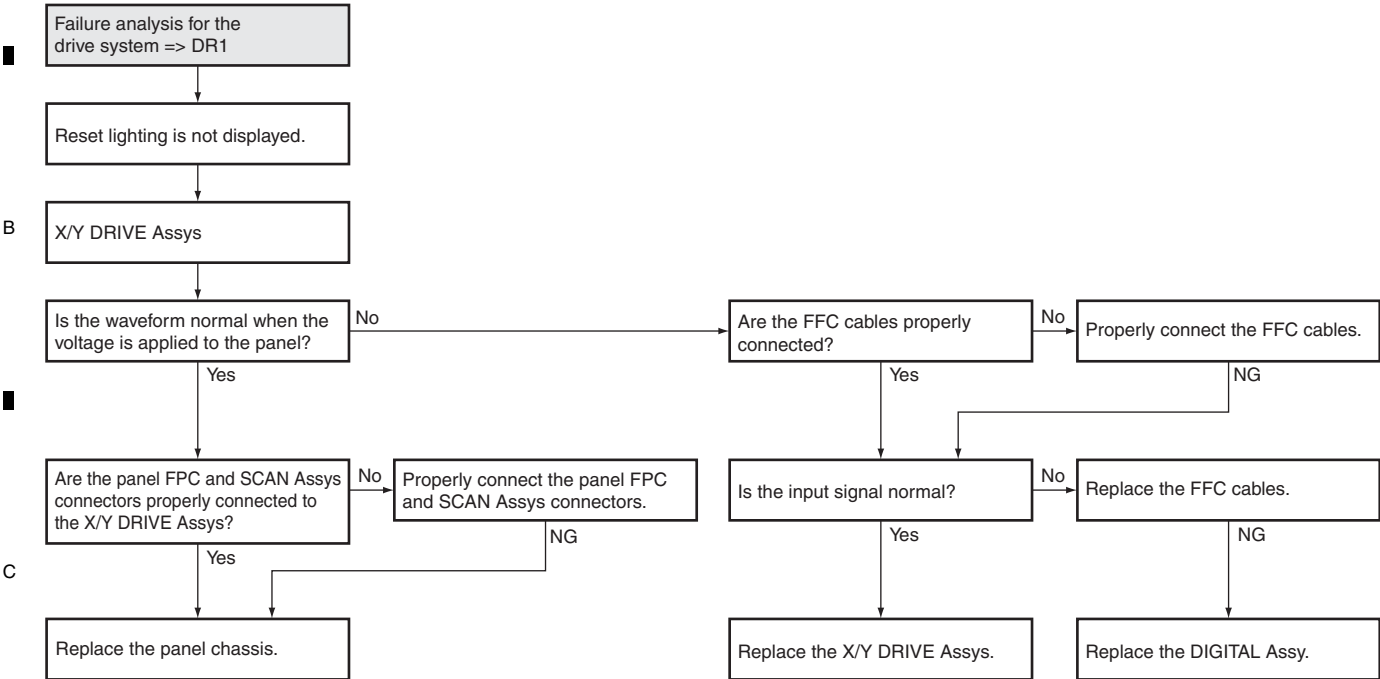 Failure analysis for the
drive system => DR1
Reset lighting is not displayed.
B
X/Y DRIVE Assys
Is the waveform normal when the
voltage is applied to the panel?
No
Are the FFC cables properly
connected?
No
Properly connect the FFC cables.
Yes
Yes
NG
Are the panel FPC and SCAN Assys
connectors properly connected to
the X/Y DRIVE Assys?
No
Properly connect the panel FPC
and SCAN Assys connectors.
Is the input signal normal?
No
Replace the FFC cables.
Yes
NG
Yes
NG
C
Replace the panel chassis.
Replace the X/Y DRIVE Assys.
Replace the DIGITAL Assy.